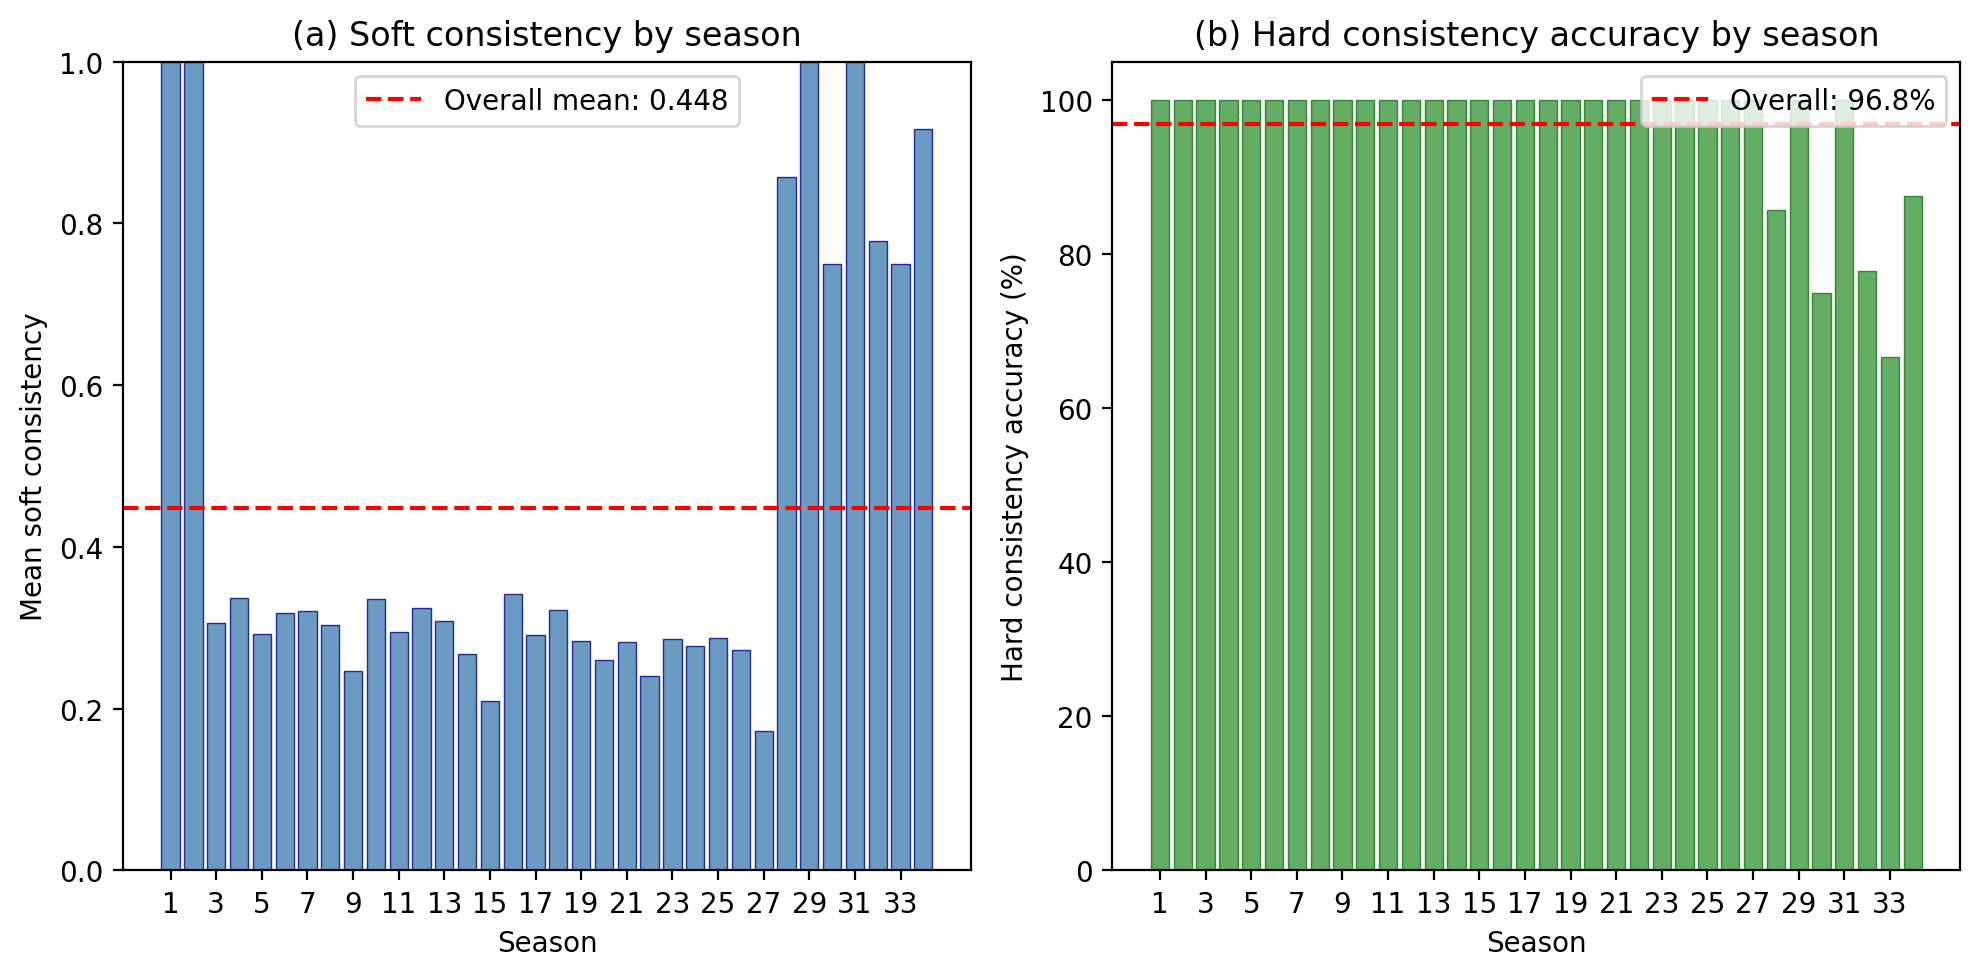 (a) Soft consistency by season
Overall mean: 0.448
Mean soft consistency
1.0
0.8
0.6
0.4
0.2
0.0
1 3 5 7 9 11 13 15 17 19 21 23 25 27 29 31 33
Season
(b) Hard consistency accuracy by season
Overall: 96.8%
Hard consistency accuracy (%)
100
80
60
40
20
0
1 3 5 7 9 11 13 15 17 19 21 23 25 27 29 31 33
Season